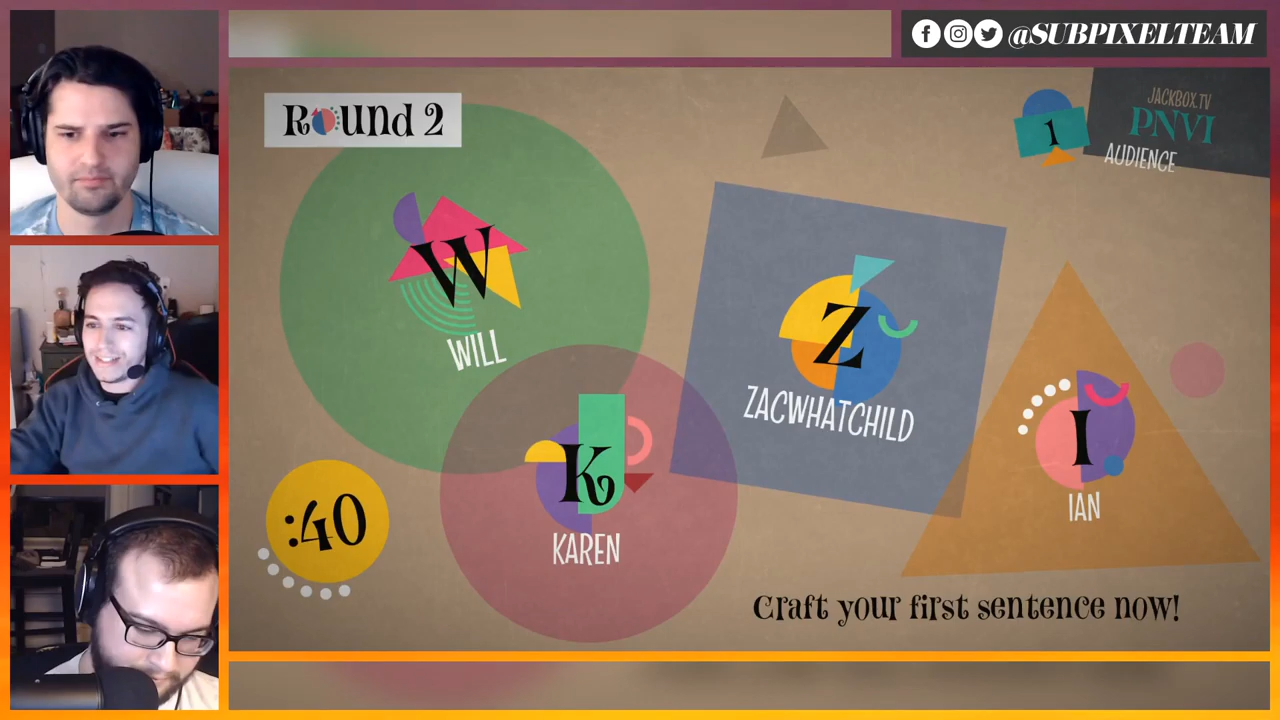 @SUBPIXELTEAM
Round 2
JACKBOX.TV
PNVI
1
AUDIENCE
W
WILL
Z
ZACWHATCHILD
K
KAREN
I
IAN
:40
Craft your first sentence now!